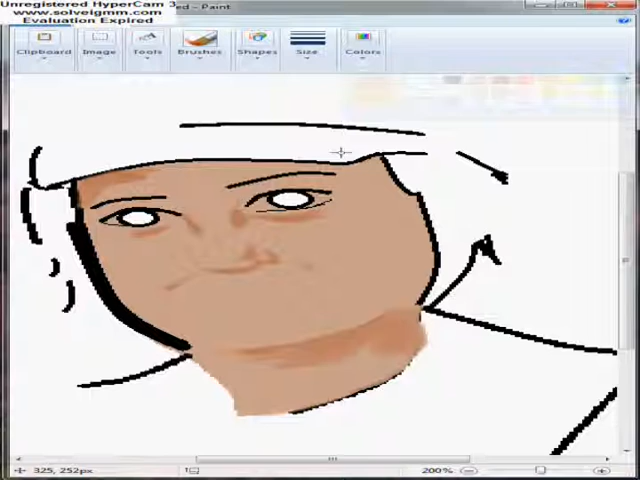 Unregistered HyperCam 3
www.solveigmm.com
Evaluation Expired
ed - Paint
Clipboard
Image
Tools
Brushes
Shapes
Size
Colors
325, 252px
200%